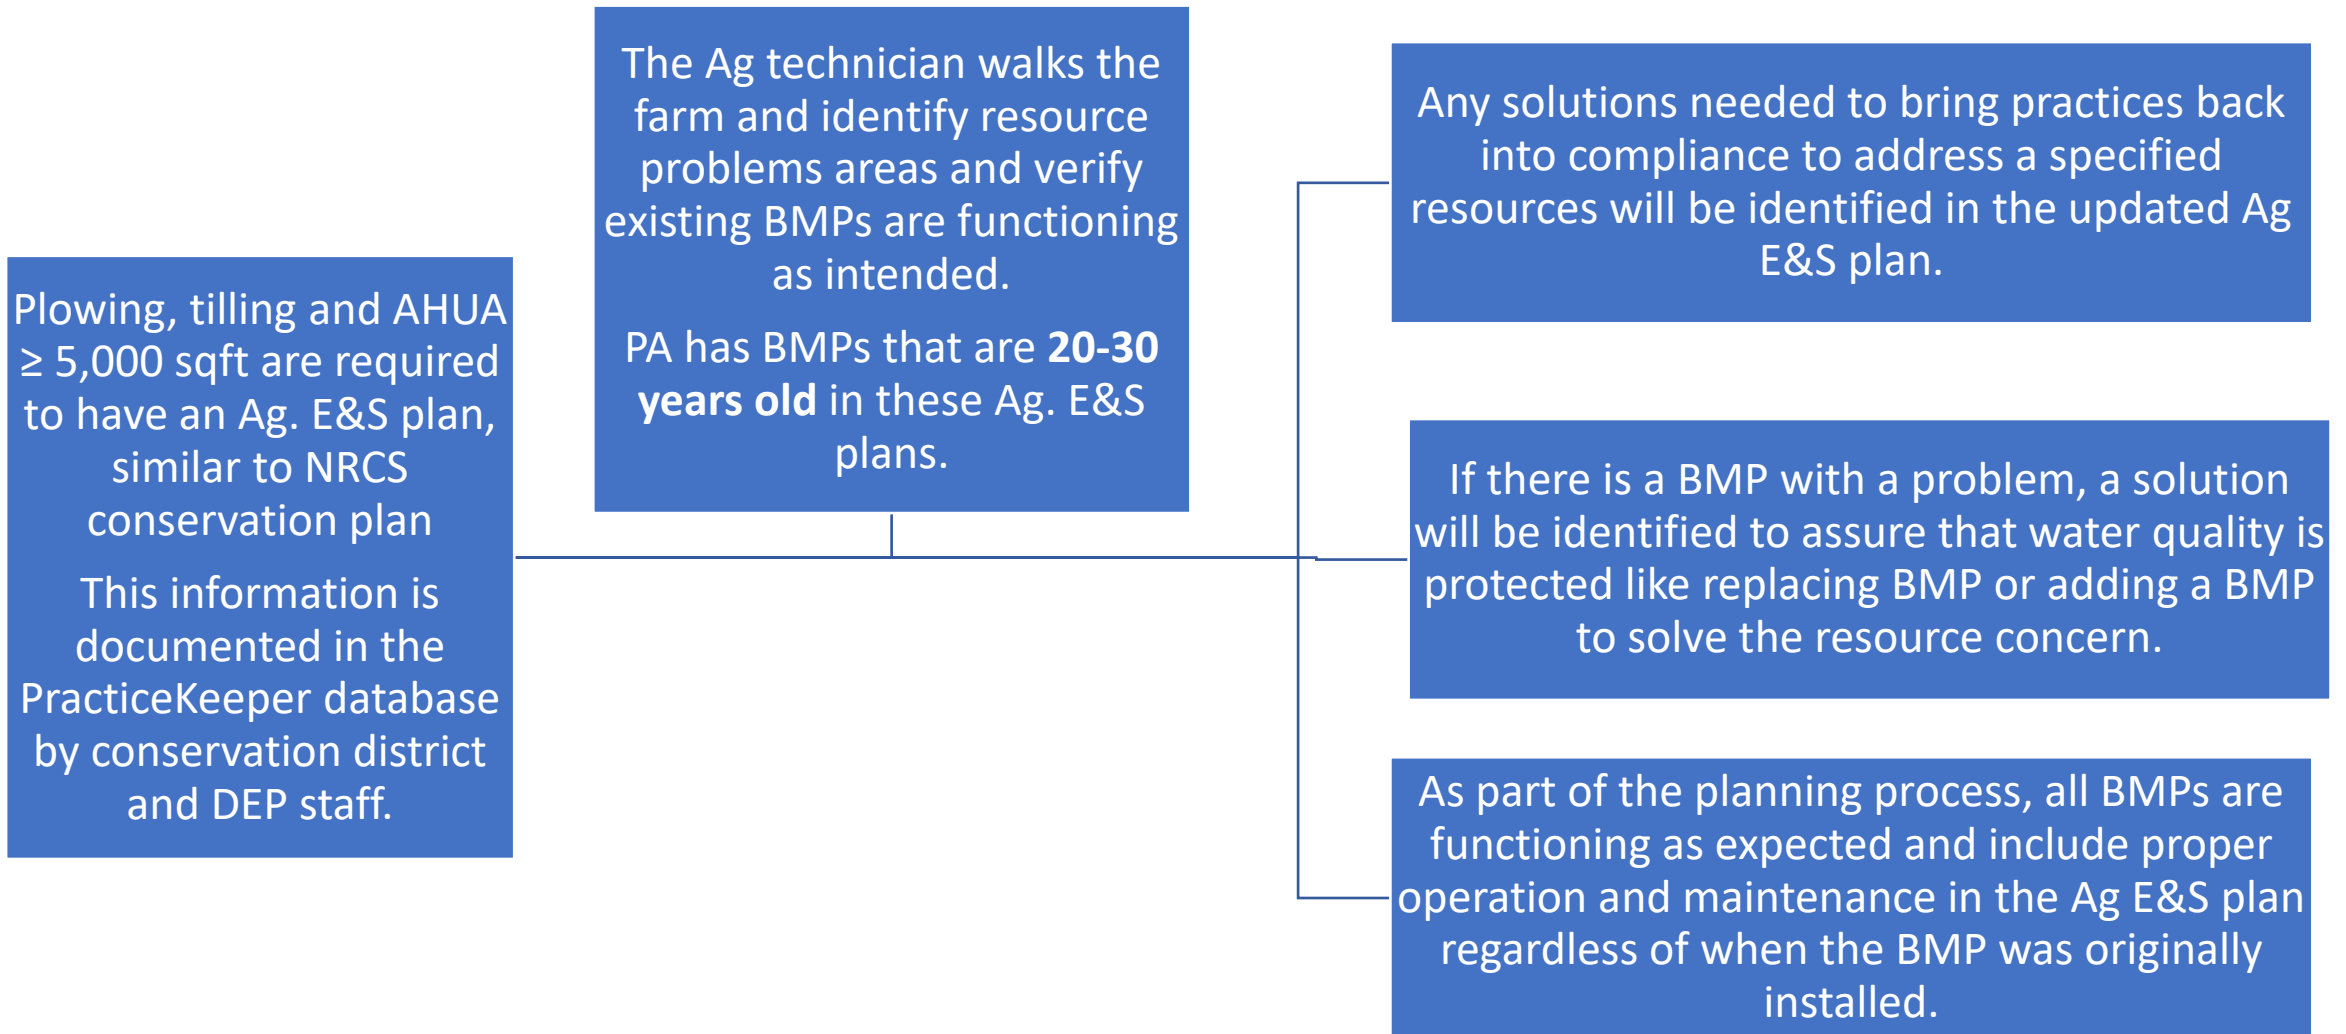 Plowing, tilling and AHUA
≥ 5,000 sqft are required
to have an Ag. E&S plan,
similar to NRCS
conservation plan
This information is
documented in the
PracticeKeeper database
by conservation district
and DEP staff.
The Ag technician walks the
farm and identify resource
problems areas and verify
existing BMPs are functioning
as intended.
PA has BMPs that are 20-30
years old in these Ag. E&S
plans.
Any solutions needed to bring practices back
into compliance to address a specified
resources will be identified in the updated Ag
E&S plan.
If there is a BMP with a problem, a solution
will be identified to assure that water quality is
protected like replacing BMP or adding a BMP
to solve the resource concern.
As part of the planning process, all BMPs are
functioning as expected and include proper
operation and maintenance in the Ag E&S plan
regardless of when the BMP was originally
installed.